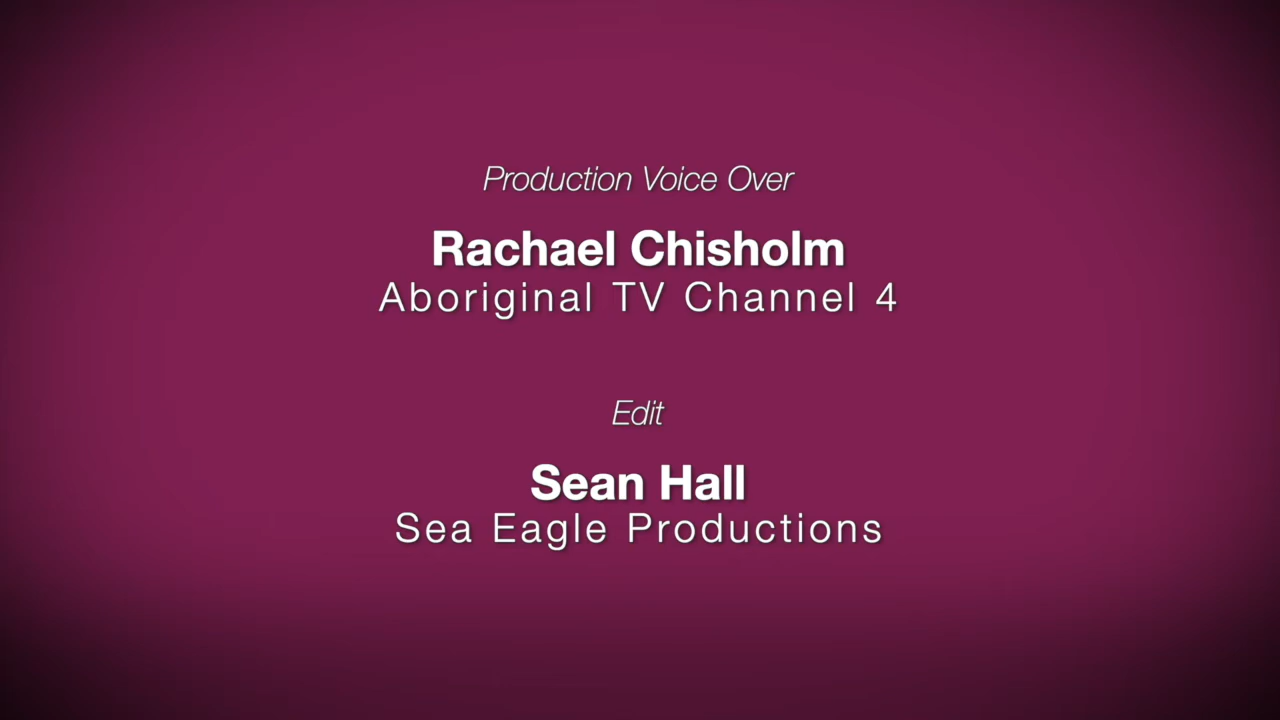 Production Voice Over
Rachael Chisholm
Aboriginal TV Channel 4
Edit
Sean Hall
Sea Eagle Productions